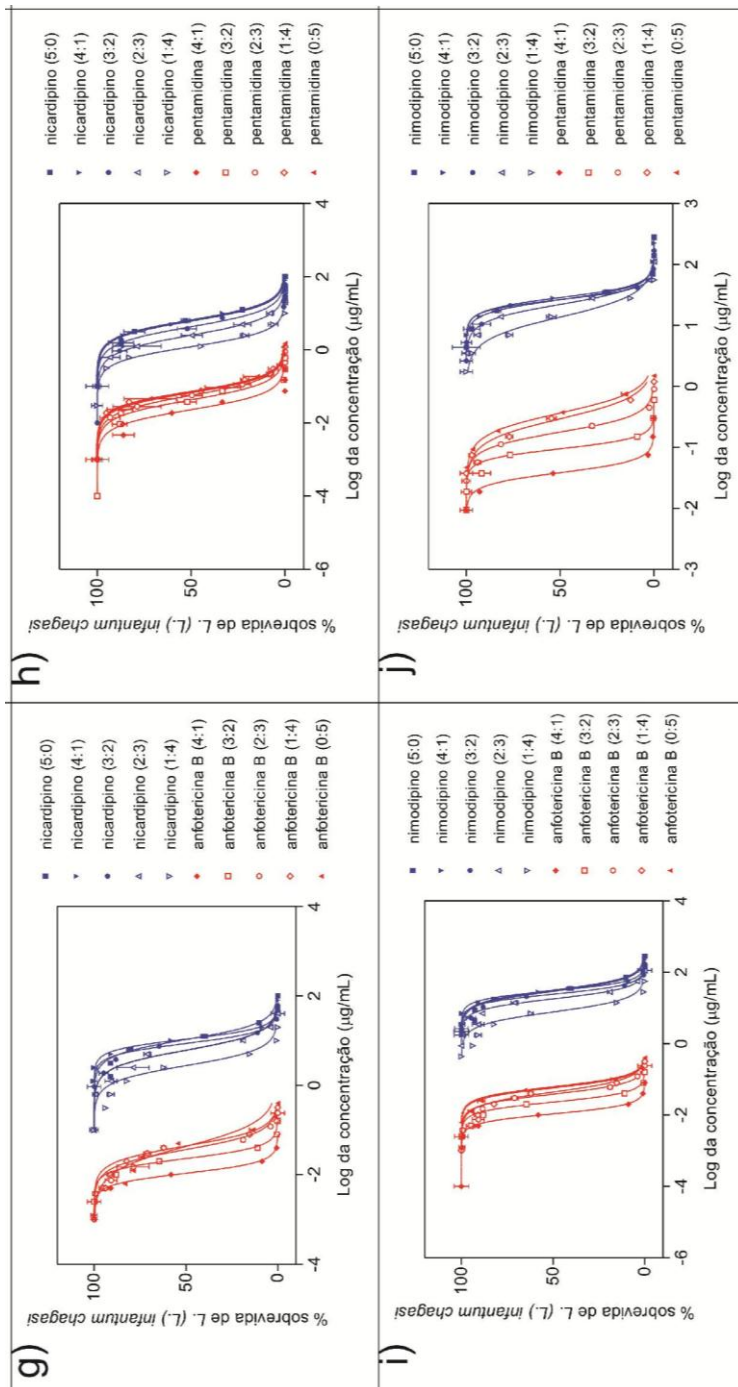 g)
% sobrevida de L. (L.) infantum chagasi
100
50
0
-4 -2 0 2 4
Log da concentração (µg/mL)
nicardipino (5:0)
nicardipino (4:1)
nicardipino (3:2)
nicardipino (2:3)
nicardipino (1:4)
anfotericina B (4:1)
anfotericina B (3:2)
anfotericina B (2:3)
anfotericina B (1:4)
anfotericina B (0:5)
h)
% sobrevida de L. (L.) infantum chagasi
100
50
0
-6 -4 -2 0 2 4
Log da concentração (µg/mL)
nicardipino (5:0)
nicardipino (4:1)
nicardipino (3:2)
nicardipino (2:3)
nicardipino (1:4)
pentamidina (4:1)
pentamidina (3:2)
pentamidina (2:3)
pentamidina (1:4)
pentamidina (0:5)
i)
% sobrevida de L. (L.) infantum chagasi
100
50
0
-6 -4 -2 0 2 4
Log da concentração (µg/mL)
nimodipino (5:0)
nimodipino (4:1)
nimodipino (3:2)
nimodipino (2:3)
nimodipino (1:4)
anfotericina B (4:1)
anfotericina B (3:2)
anfotericina B (2:3)
anfotericina B (1:4)
anfotericina B (0:5)
j)
% sobrevida de L. (L.) infantum chagasi
100
50
0
-3 -2 -1 0 1 2 3
Log da concentração (µg/mL)
nimodipino (5:0)
nimodipino (4:1)
nimodipino (3:2)
nimodipino (2:3)
nimodipino (1:4)
pentamidina (4:1)
pentamidina (3:2)
pentamidina (2:3)
pentamidina (1:4)
pentamidina (0:5)